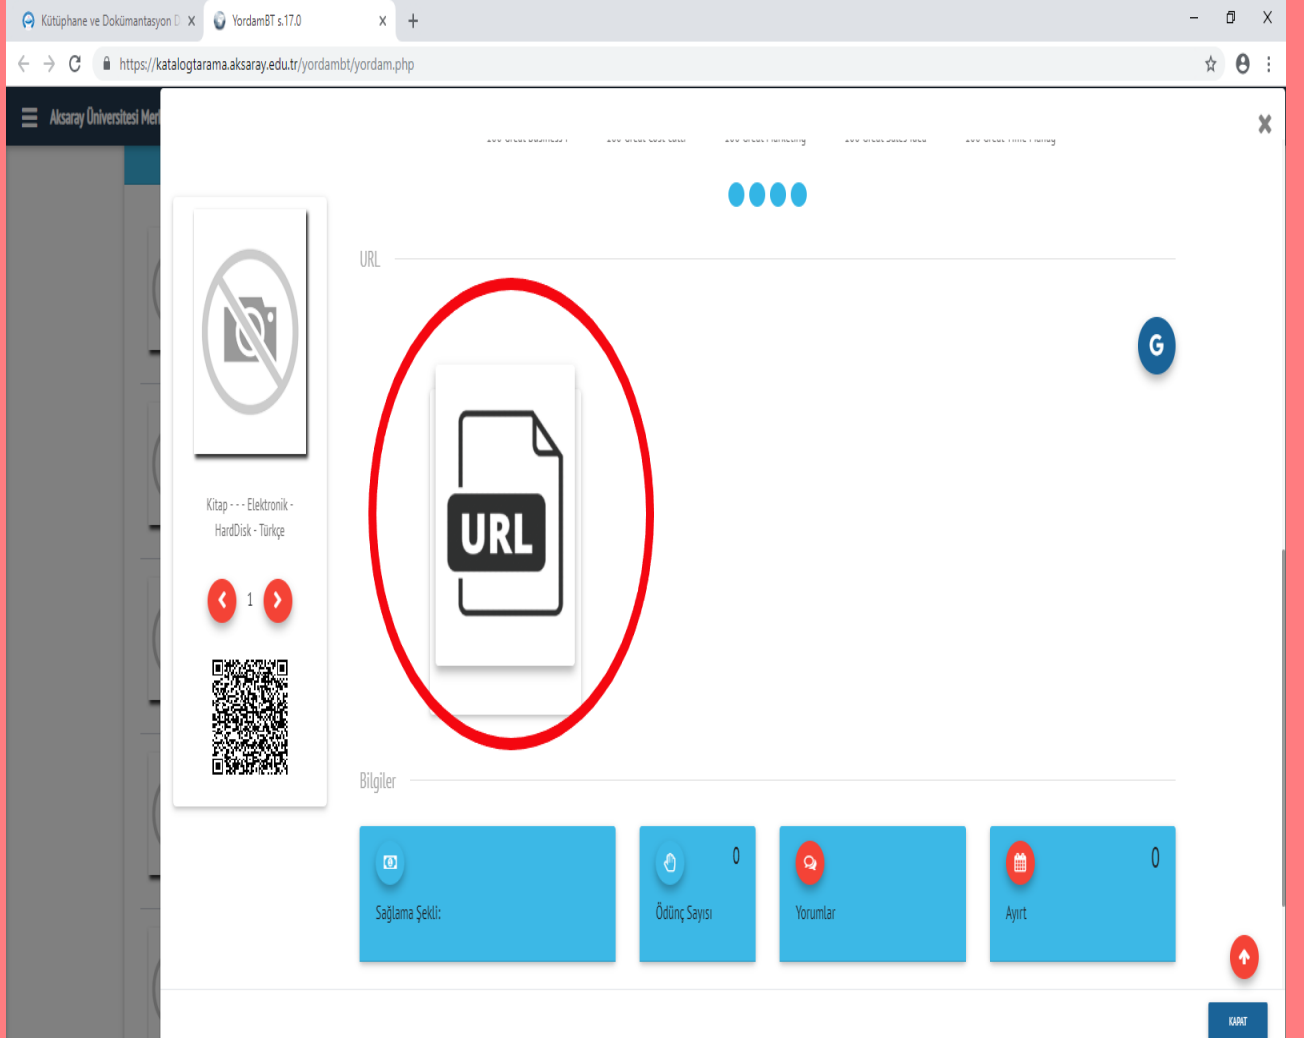 Kütüphane ve Dokümantasyon D
YordamBT s.17.0
https://katalogtarama.aksaray.edu.tr/yordambt/yordam.php
Aksaray Üniversitesi Mer
URL
G
URL
Kitap - - - Elektronik -
HardDisk - Türkçe
1
Bilgiler
0
0
Sağlama Şekli:
Ödünç Sayısı
Yorumlar
Ayırt
KAPAT